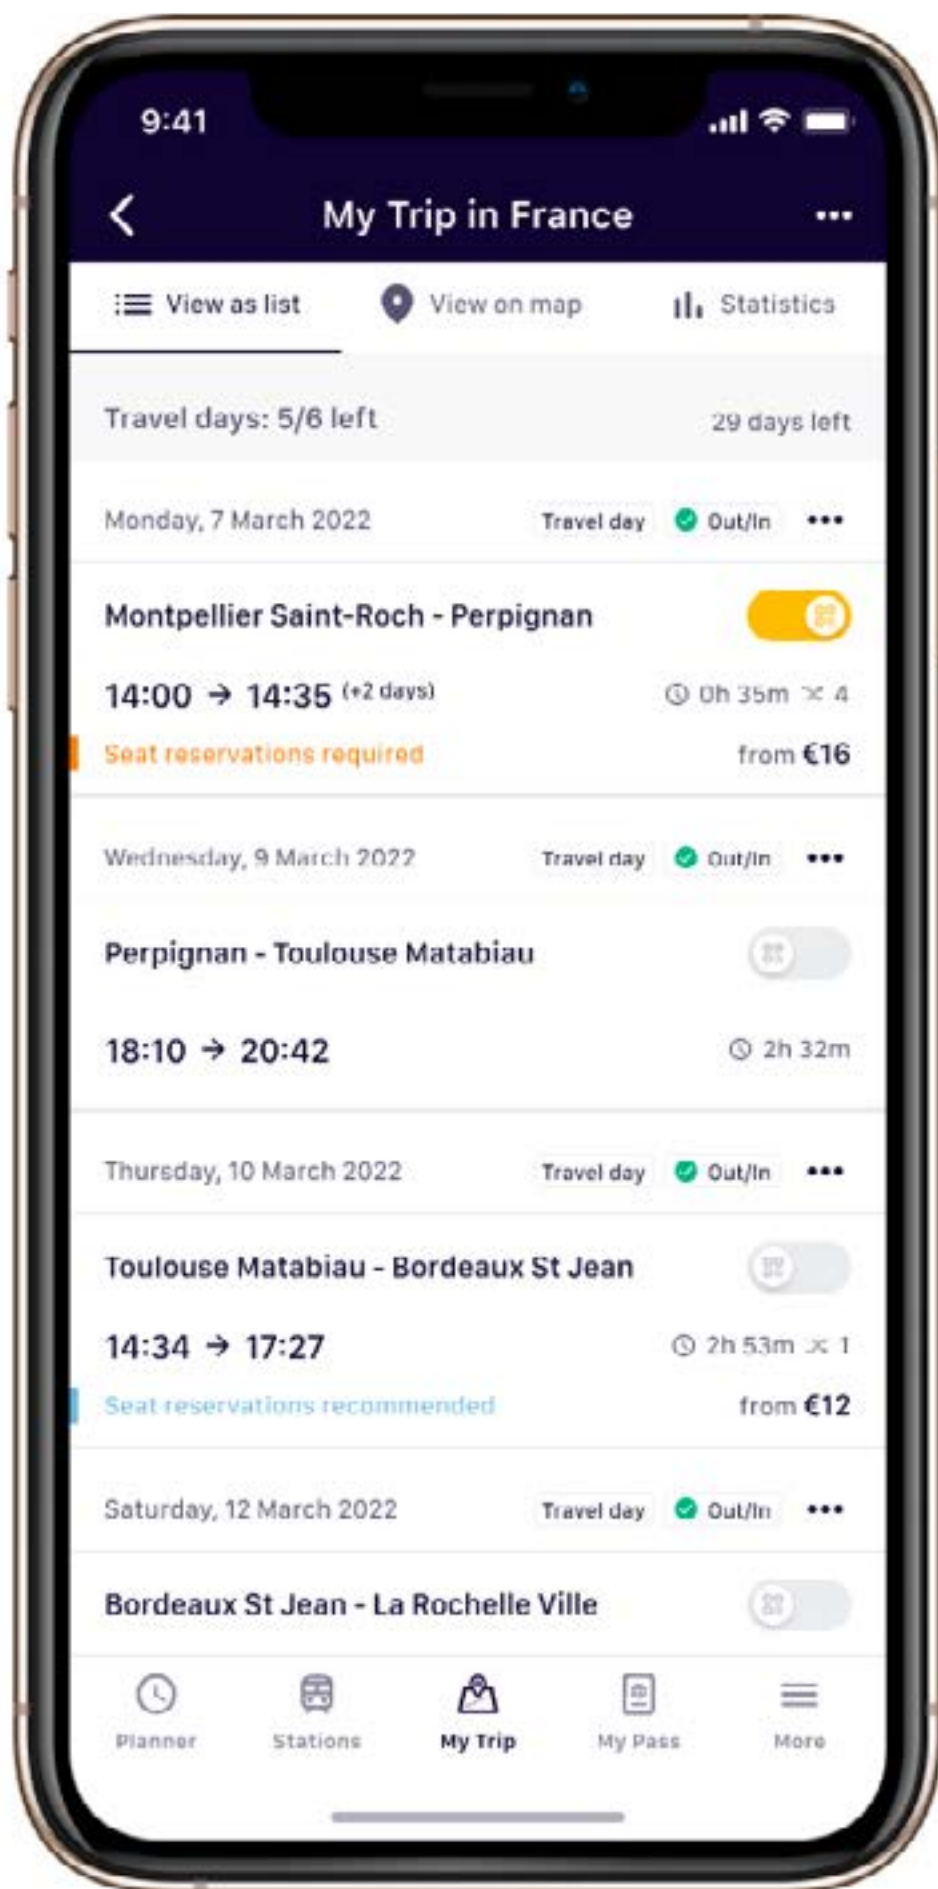 9:41
My Trip in France
View as list View on map Statistics
Travel days: 5/6 left 29 days left
Monday, 7 March 2022 Travel day Out/In
Montpellier Saint-Roch - Perpignan
14:00 → 14:35 (+2 days) 0h 35m 4
Seat reservations required from €16
Wednesday, 9 March 2022 Travel day Out/In
Perpignan - Toulouse Matabiau
18:10 → 20:42 2h 32m
Thursday, 10 March 2022 Travel day Out/In
Toulouse Matabiau - Bordeaux St Jean
14:34 → 17:27 2h 53m 1
Seat reservations recommended from €12
Saturday, 12 March 2022 Travel day Out/In
Bordeaux St Jean - La Rochelle Ville
Planner Stations My Trip My Pass More